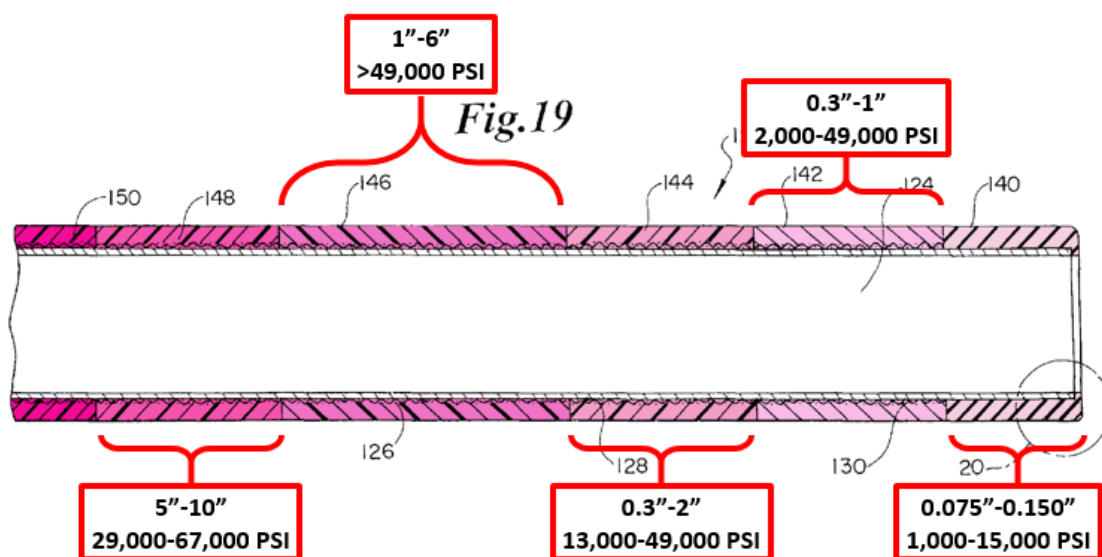 1”-6”
>49,000 PSI
Fig.19
0.3”-1”
2,000-49,000 PSI
150
148
146
144
142
124
140
126
128
130
20
5”-10”
29,000-67,000 PSI
0.3”-2”
13,000-49,000 PSI
0.075”-0.150”
1,000-15,000 PSI